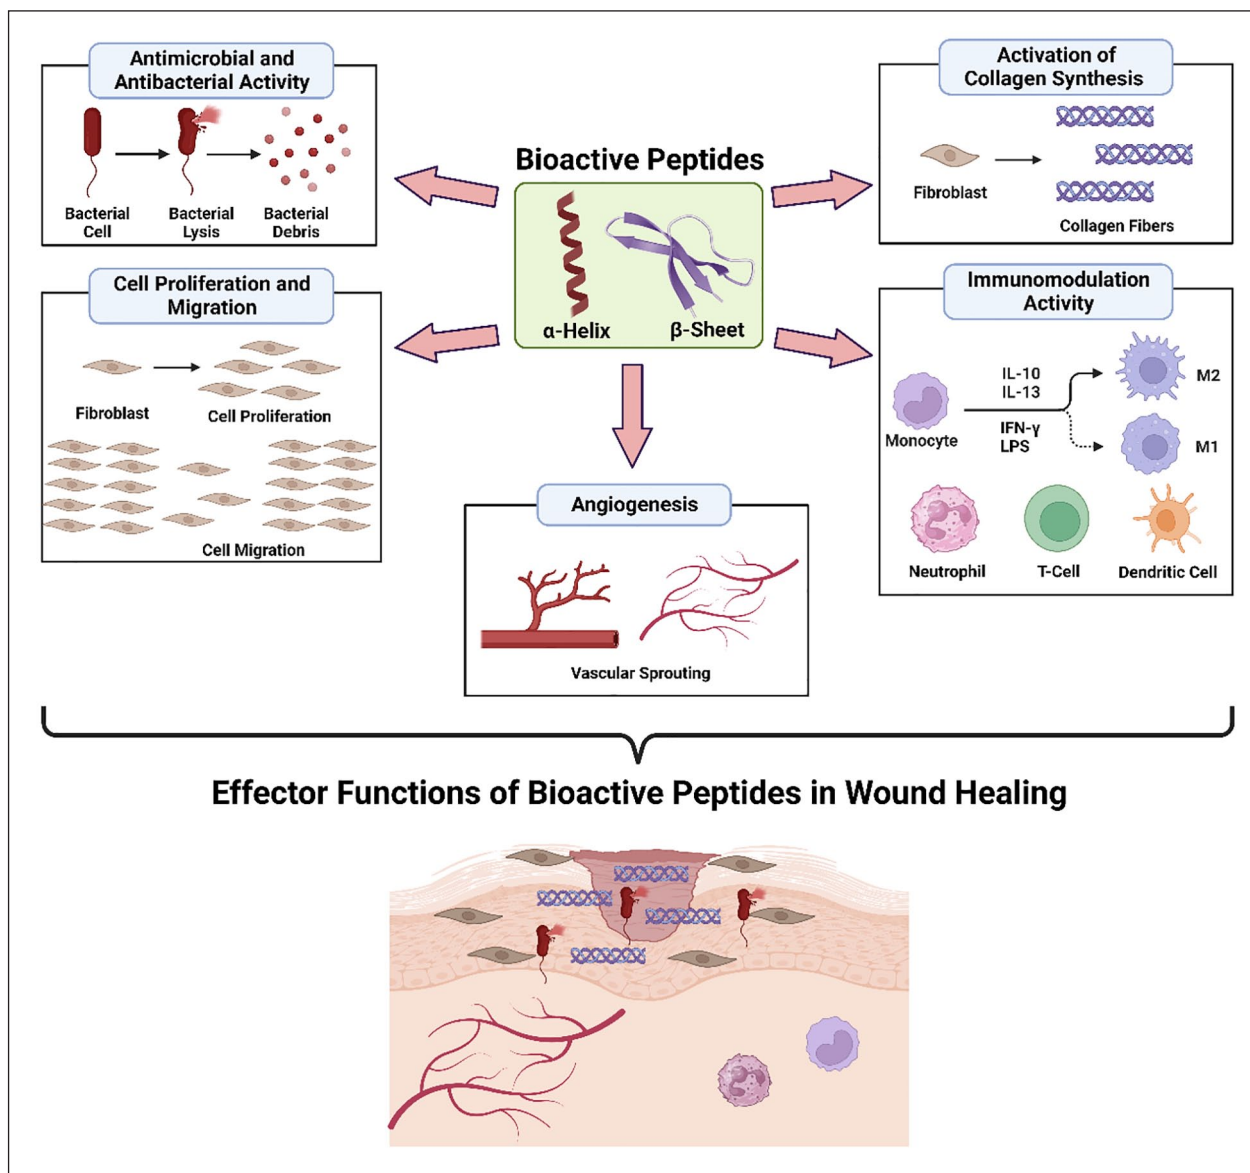 Antimicrobial and
Antibacterial Activity
Bacterial
Cell
Bacterial
Lysis
Bacterial
Debris
Cell Proliferation and
Migration
Fibroblast
Cell Proliferation
Cell Migration
Bioactive Peptides
α-Helix
β-Sheet
Angiogenesis
Vascular Sprouting
Activation of
Collagen Synthesis
Fibroblast
Collagen Fibers
Immunomodulation
Activity
Monocyte
IL-10
IL-13
IFN-γ
LPS
M2
M1
Neutrophil
T-Cell
Dendritic Cell
Effector Functions of Bioactive Peptides in Wound Healing